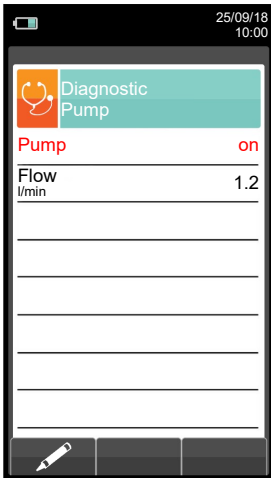 25/09/18
10:00
Diagnostic
Pump
Pump on
Flow 1.2
l/min